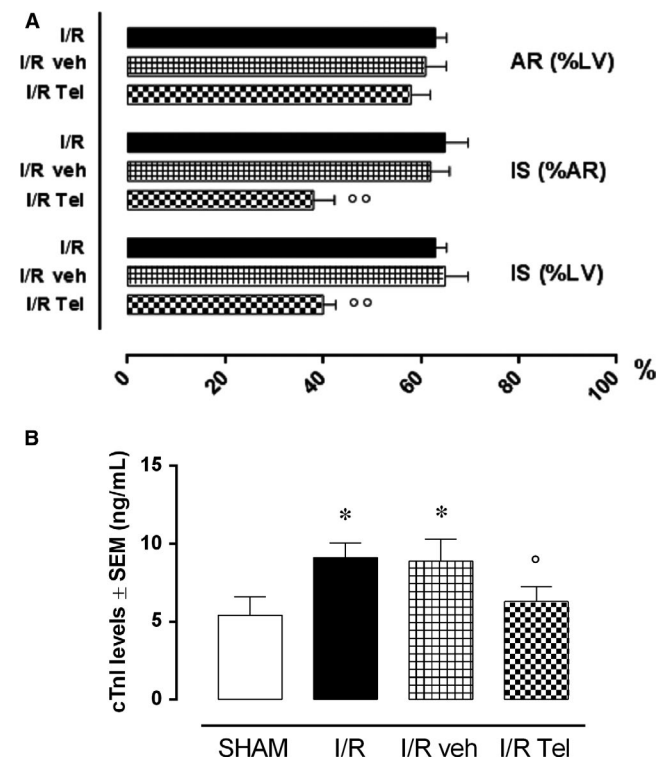 A
I/R
I/R veh
I/R Tel
AR (%LV)
I/R
I/R veh
I/R Tel
IS (%AR)
I/R
I/R veh
I/R Tel
IS (%LV)
0 20 40 60 80 100 %
B
cTnI levels ± SEM (ng/mL)
15
10
5
0
* * °
SHAM I/R I/R veh I/R Tel